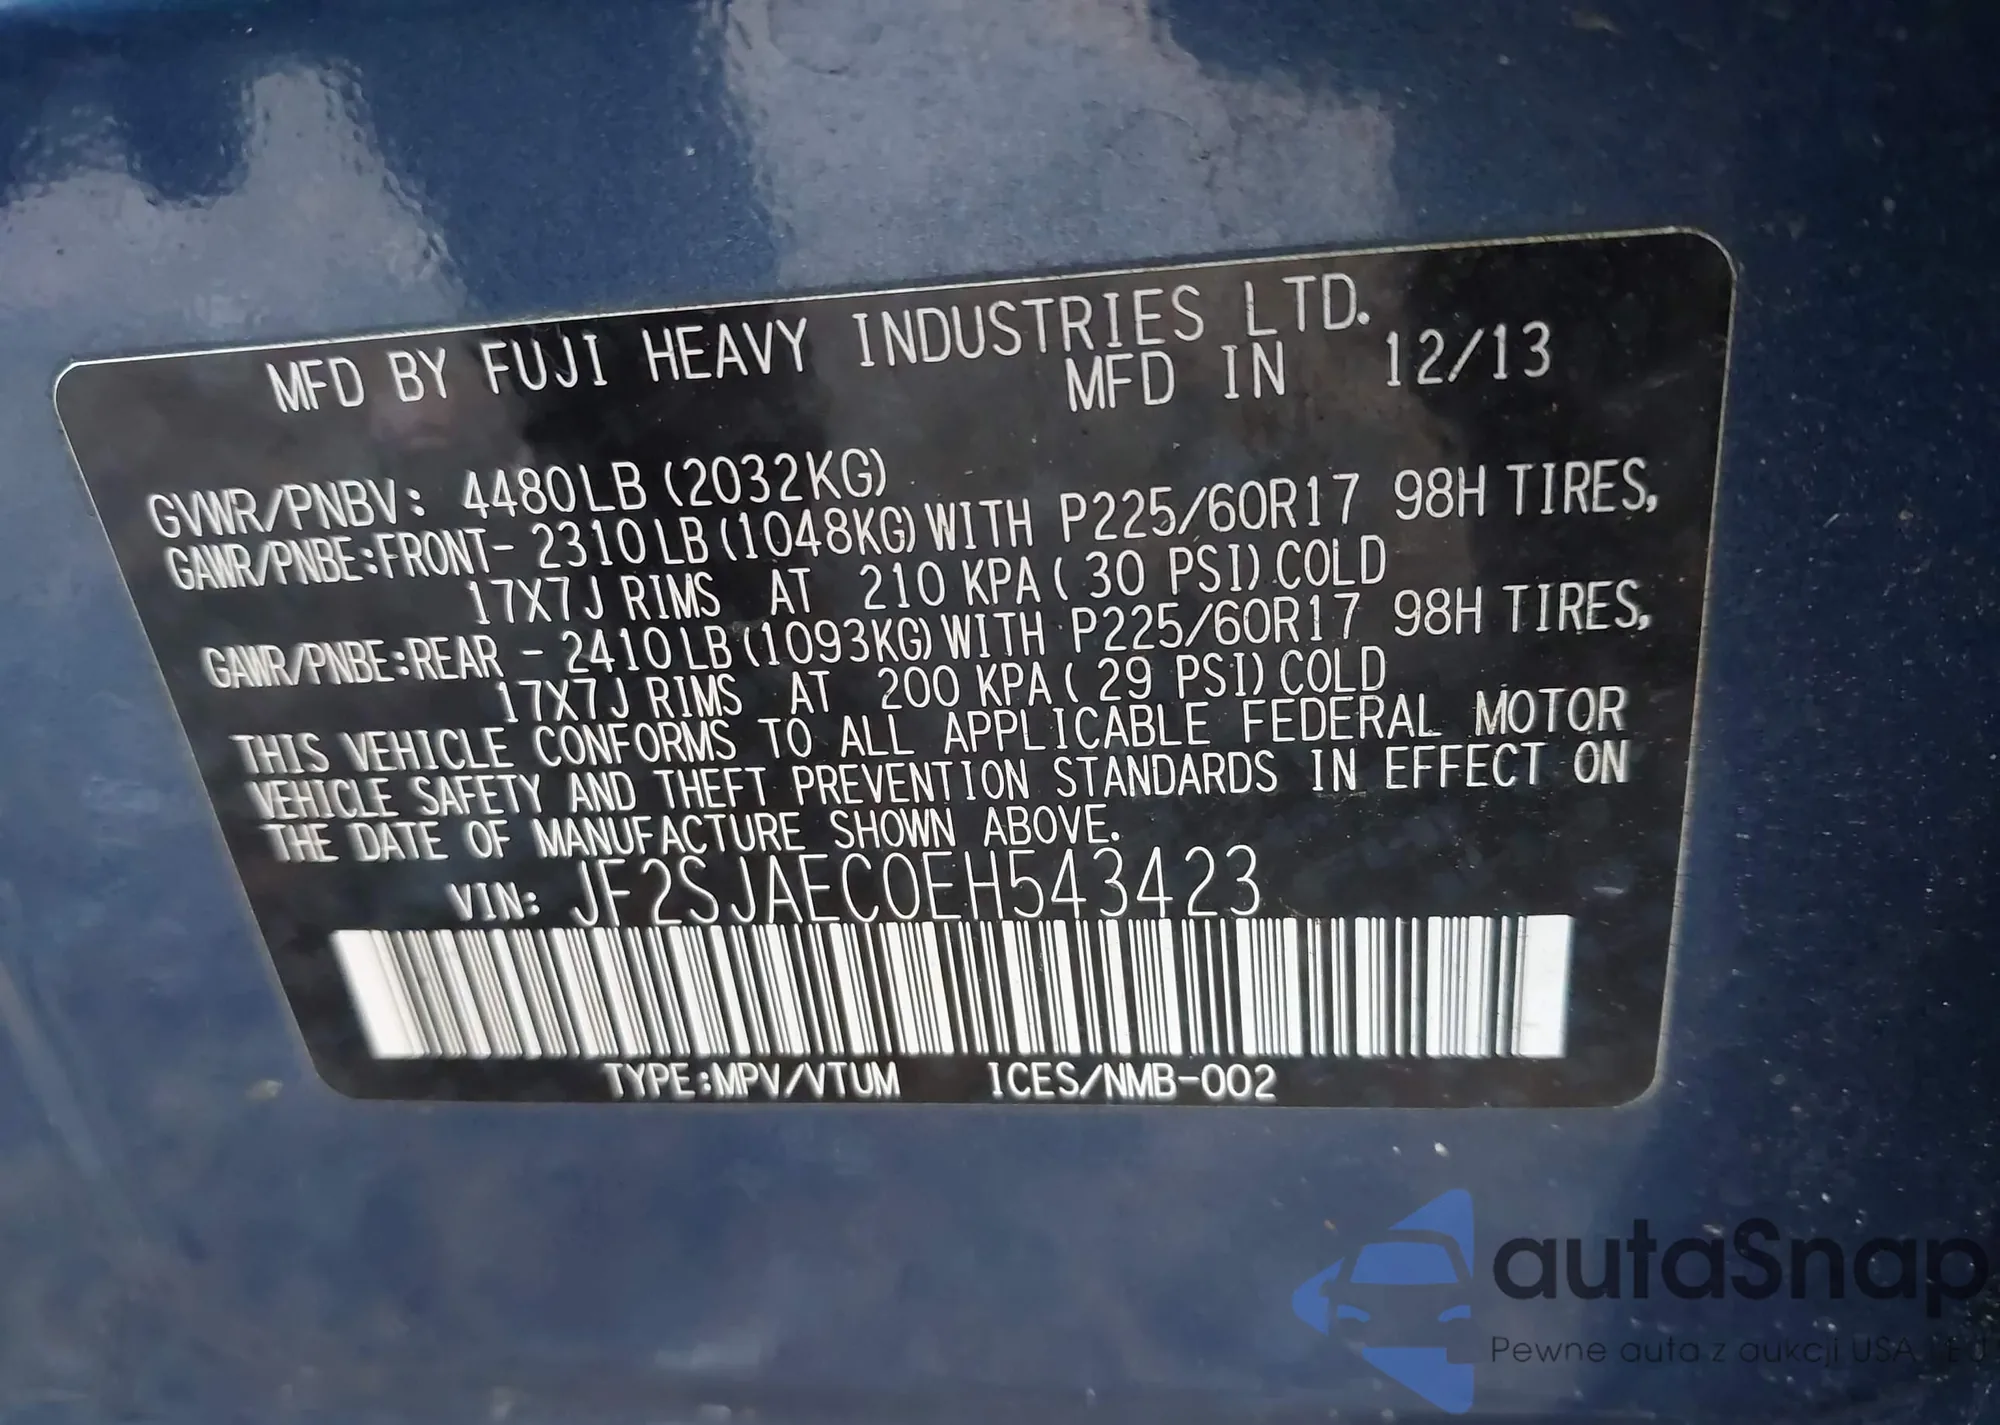 MFD BY FUJI HEAVY INDUSTRIES LTD.
MFD IN 12/13
GVWR/PNBV: 4480LB (2032KG)
GAWR/PNBE:FRONT- 2310LB (1048KG) WITH P225/60R17 98H TIRES,
17X7J RIMS AT 210 KPA ( 30 PSI) COLD
GAWR/PNBE:REAR - 2410LB (1093KG) WITH P225/60R17 98H TIRES,
17X7J RIMS AT 200 KPA ( 29 PSI) COLD
THIS VEHICLE CONFORMS TO ALL APPLICABLE FEDERAL MOTOR
VEHICLE SAFETY AND THEFT PREVENTION STANDARDS IN EFFECT ON
THE DATE OF MANUFACTURE SHOWN ABOVE.
VIN: JF2SJAEC0EH543423
TYPE:MPV/VTUM ICES/NMB-002
autaSnap
Pewne auta z aukcji USA i Ed